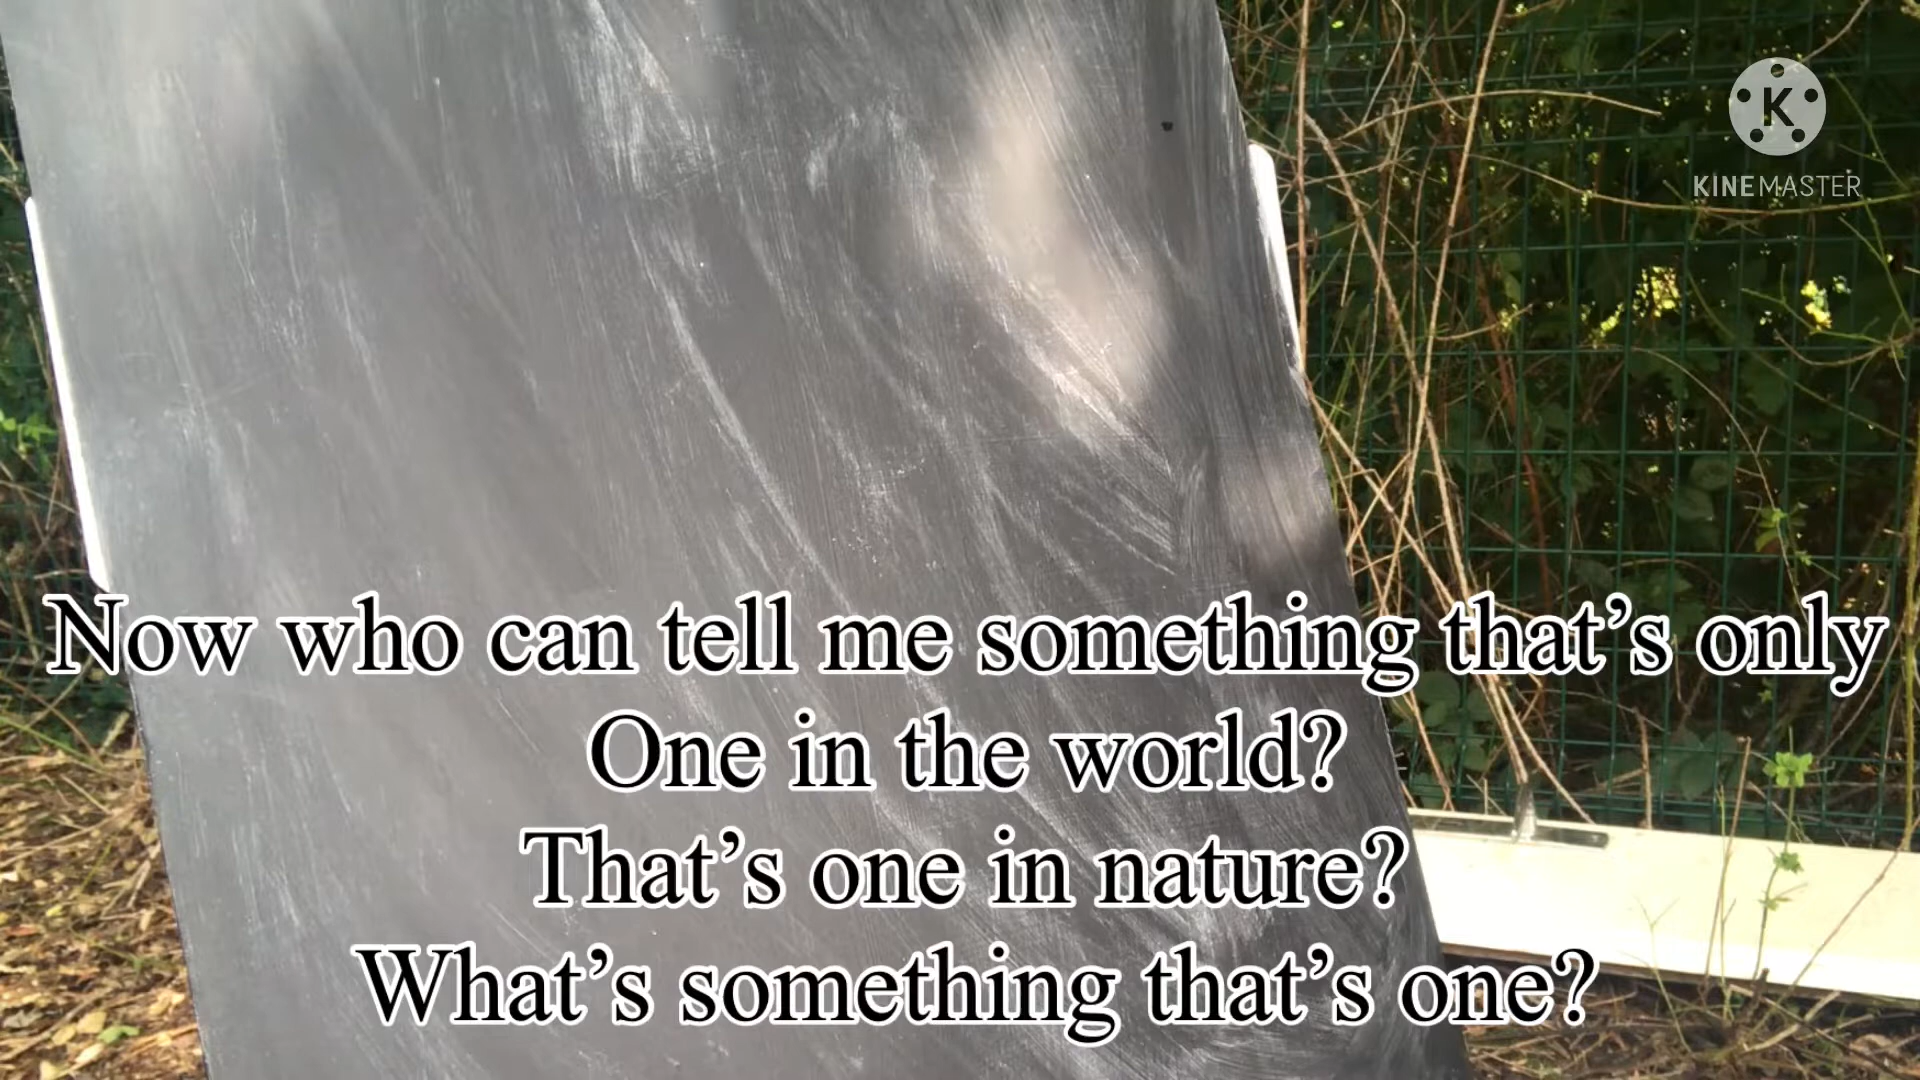 KINEMASTER
Now who can tell me something that's only
One in the world?
That's one in nature?
What's something that's one?